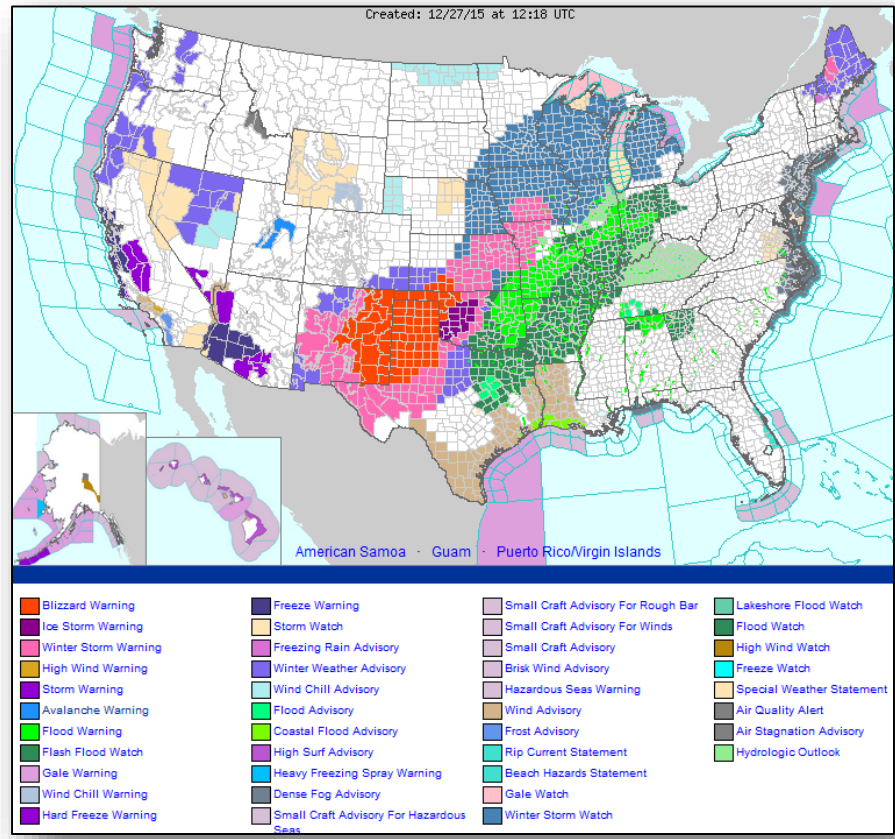 Created: 12/27/15 at 12:18 UTC
American Samoa - Guam - Puerto Rico/Virgin Islands
Blizzard Warning
Ice Storm Warning
Winter Storm Warning
High Wind Warning
Storm Warning
Avalanche Warning
Flood Warning
Flash Flood Watch
Gale Warning
Wind Chill Warning
Hard Freeze Warning
Freeze Warning
Storm Watch
Freezing Rain Advisory
Winter Weather Advisory
Wind Chill Advisory
Flood Advisory
Coastal Flood Advisory
High Surf Advisory
Heavy Freezing Spray Warning
Dense Fog Advisory
Small Craft Advisory For Hazardous
Seas
Small Craft Advisory For Rough Bar
Small Craft Advisory For Winds
Small Craft Advisory
Brisk Wind Advisory
Hazardous Seas Warning
Wind Advisory
Frost Advisory
Rip Current Statement
Beach Hazards Statement
Gale Watch
Winter Storm Watch
Lakeshore Flood Watch
Flood Watch
High Wind Watch
Freeze Watch
Special Weather Statement
Air Quality Alert
Air Stagnation Advisory
Hydrologic Outlook